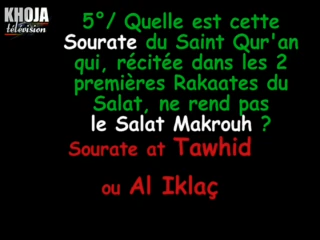 KHOJA
télévision
5°/ Quelle est cette
Sourate du Saint Qur'an
qui, récitée dans les 2
premières Rakaates du
Salat, ne rend pas
le Salat Makrouh ?
Sourate at Tawhid
ou Al Iklaç